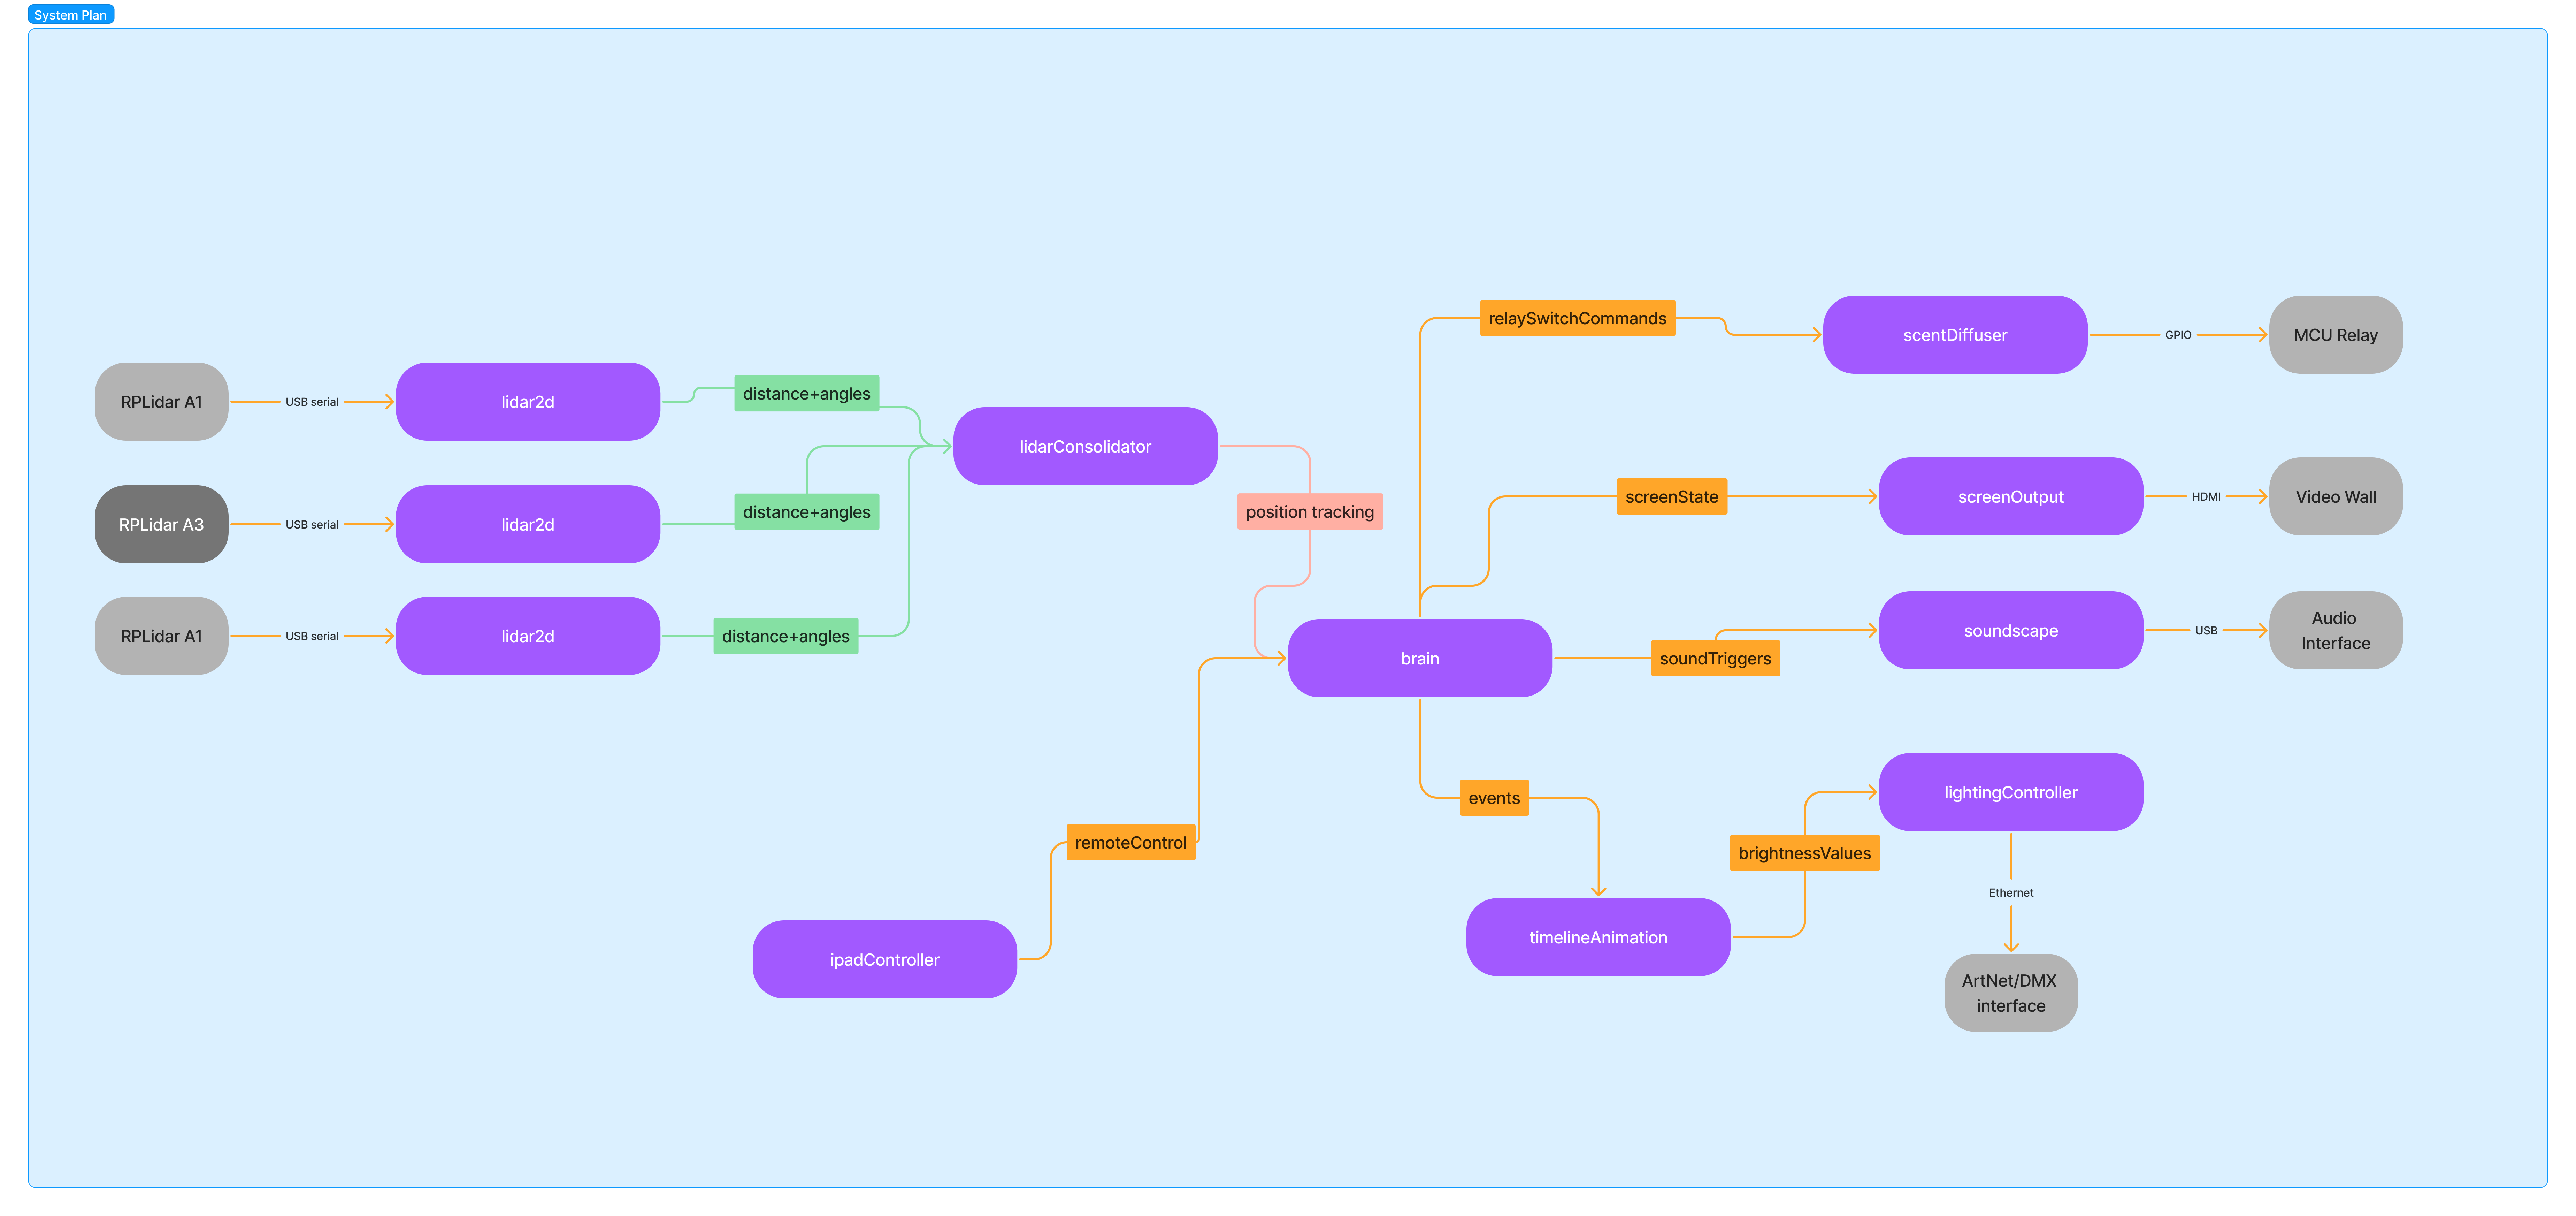 System Plan
RPLidar A1
USB serial
lidar2d
distance+angles
RPLidar A3
USB serial
lidar2d
distance+angles
RPLidar A1
USB serial
lidar2d
distance+angles
lidarConsolidator
position tracking
ipadController
remoteControl
brain
relaySwitchCommands
scentDiffuser
GPIO
MCU Relay
screenState
screenOutput
HDMI
Video Wall
soundTriggers
soundscape
USB
Audio
Interface
events
timelineAnimation
brightnessValues
lightingController
Ethernet
ArtNet/DMX
interface